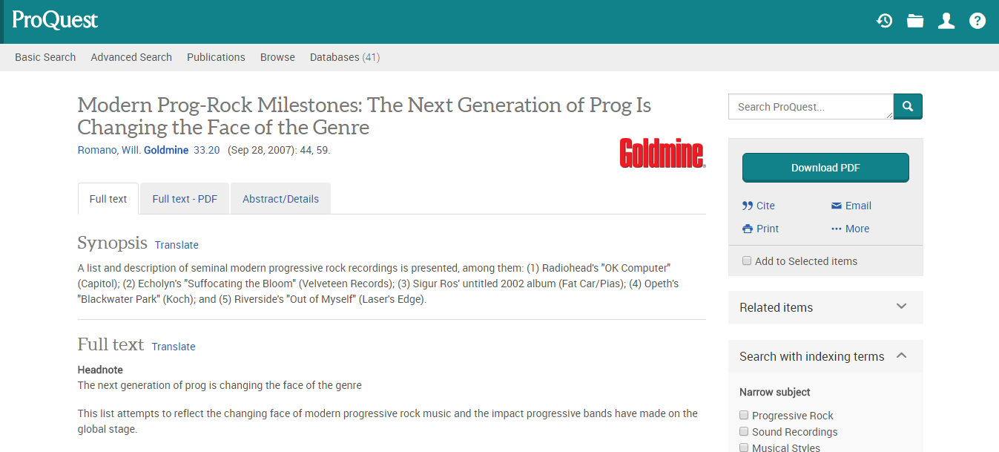 ProQuest
Basic Search Advanced Search Publications Browse Databases (41)
Modern Prog-Rock Milestones: The Next Generation of Prog Is
Changing the Face of the Genre
Romano, Will. Goldmine 33.20 (Sep 28, 2007): 44, 59.
Goldmine
Full text Full text - PDF Abstract/Details
Synopsis Translate
A list and description of seminal modern progressive rock recordings is presented, among them: (1) Radiohead's "OK Computer"
(Capitol); (2) Echolyn's "Suffocating the Bloom" (Velveteen Records); (3) Sigur Ros' untitled 2002 album (Fat Car/Pias); (4) Opeth's
"Blackwater Park" (Koch); and (5) Riverside's "Out of Myself" (Laser's Edge).
Full text Translate
Headnote
The next generation of prog is changing the face of the genre
This list attempts to reflect the changing face of modern progressive rock music and the impact progressive bands have made on the
global stage.
Search ProQuest...
Download PDF
Cite Email
Print More
Add to Selected items
Related items
Search with indexing terms
Narrow subject
Progressive Rock
Sound Recordings
Musical Styles